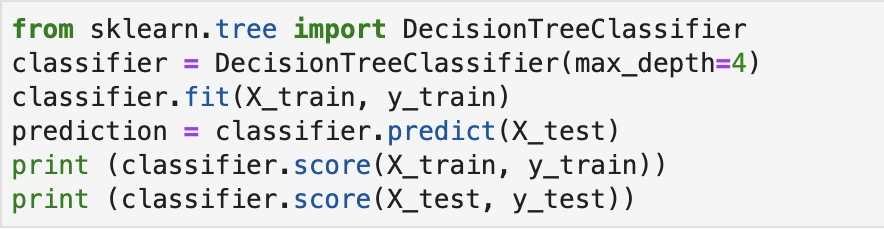 from sklearn.tree import DecisionTreeClassifier
classifier = DecisionTreeClassifier(max_depth=4)
classifier.fit(X_train, y_train)
prediction = classifier.predict(X_test)
print (classifier.score(X_train, y_train))
print (classifier.score(X_test, y_test))